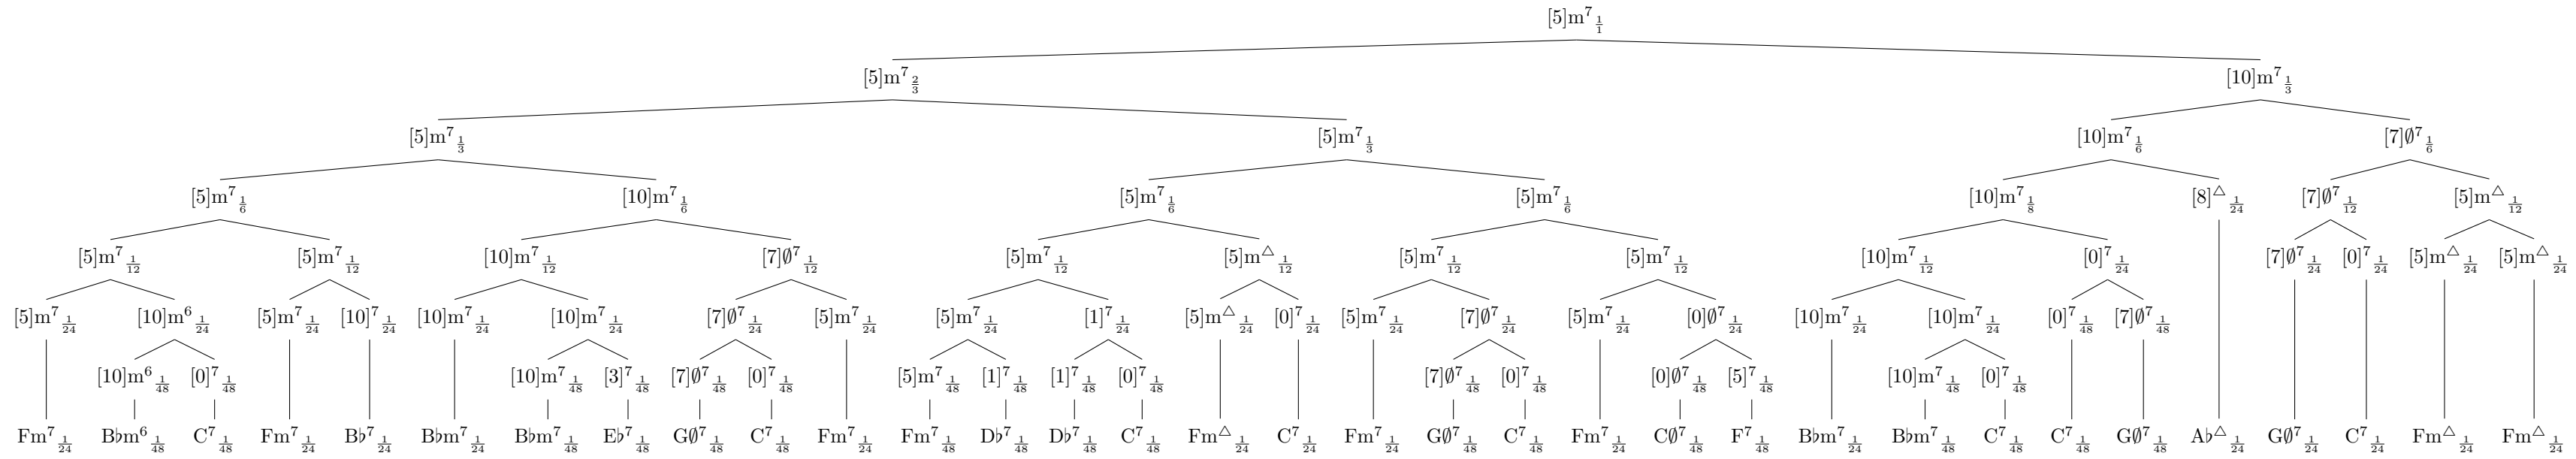 [5]m⁷ 1/1
[5]m⁷ 2/3 [10]m⁷ 1/3
[5]m⁷ 1/3 [5]m⁷ 1/3 [10]m⁷ 1/6 [7]∅⁷ 1/6
[5]m⁷ 1/6 [10]m⁷ 1/6 [5]m⁷ 1/6 [5]m⁷ 1/6 [10]m⁷ 1/8 [8]△ 1/24 [7]∅⁷ 1/12 [5]m△ 1/12
[5]m⁷ 1/12 [5]m⁷ 1/12 [10]m⁷ 1/12 [7]∅⁷ 1/12 [5]m⁷ 1/12 [5]m△ 1/12 [5]m⁷ 1/12 [5]m⁷ 1/12 [10]m⁷ 1/12 [0]⁷ 1/24 [7]∅⁷ 1/24 [0]⁷ 1/24 [5]m△ 1/24 [5]m△ 1/24
[5]m⁷ 1/24 [10]m⁶ 1/24 [5]m⁷ 1/24 [10]⁷ 1/24 [10]m⁷ 1/24 [10]m⁷ 1/24 [7]∅⁷ 1/24 [5]m⁷ 1/24 [5]m⁷ 1/24 [1]⁷ 1/24 [5]m△ 1/24 [0]⁷ 1/24 [5]m⁷ 1/24 [7]∅⁷ 1/24 [5]m⁷ 1/24 [0]∅⁷ 1/24 [10]m⁷ 1/24 [10]m⁷ 1/24 [0]⁷ 1/48 [7]∅⁷ 1/48
[10]m⁶ 1/48 [0]⁷ 1/48 [10]m⁷ 1/48 [3]⁷ 1/48 [7]∅⁷ 1/48 [0]⁷ 1/48 [5]m⁷ 1/48 [1]⁷ 1/48 [1]⁷ 1/48 [0]⁷ 1/48 [7]∅⁷ 1/48 [0]⁷ 1/48 [0]∅⁷ 1/48 [5]⁷ 1/48 [10]m⁷ 1/48 [0]⁷ 1/48
Fm⁷ 1/24 B♭m⁶ 1/48 C⁷ 1/48 Fm⁷ 1/24 B♭⁷ 1/24 B♭m⁷ 1/24 B♭m⁷ 1/48 E♭⁷ 1/48 G∅⁷ 1/48 C⁷ 1/48 Fm⁷ 1/24 Fm⁷ 1/48 D♭⁷ 1/48 D♭⁷ 1/48 C⁷ 1/48 Fm△ 1/24 C⁷ 1/24 Fm⁷ 1/24 G∅⁷ 1/48 C⁷ 1/48 Fm⁷ 1/24 C∅⁷ 1/48 F⁷ 1/48 B♭m⁷ 1/24 B♭m⁷ 1/48 C⁷ 1/48 C⁷ 1/48 G∅⁷ 1/48 A♭△ 1/24 G∅⁷ 1/24 C⁷ 1/24 Fm△ 1/24 Fm△ 1/24